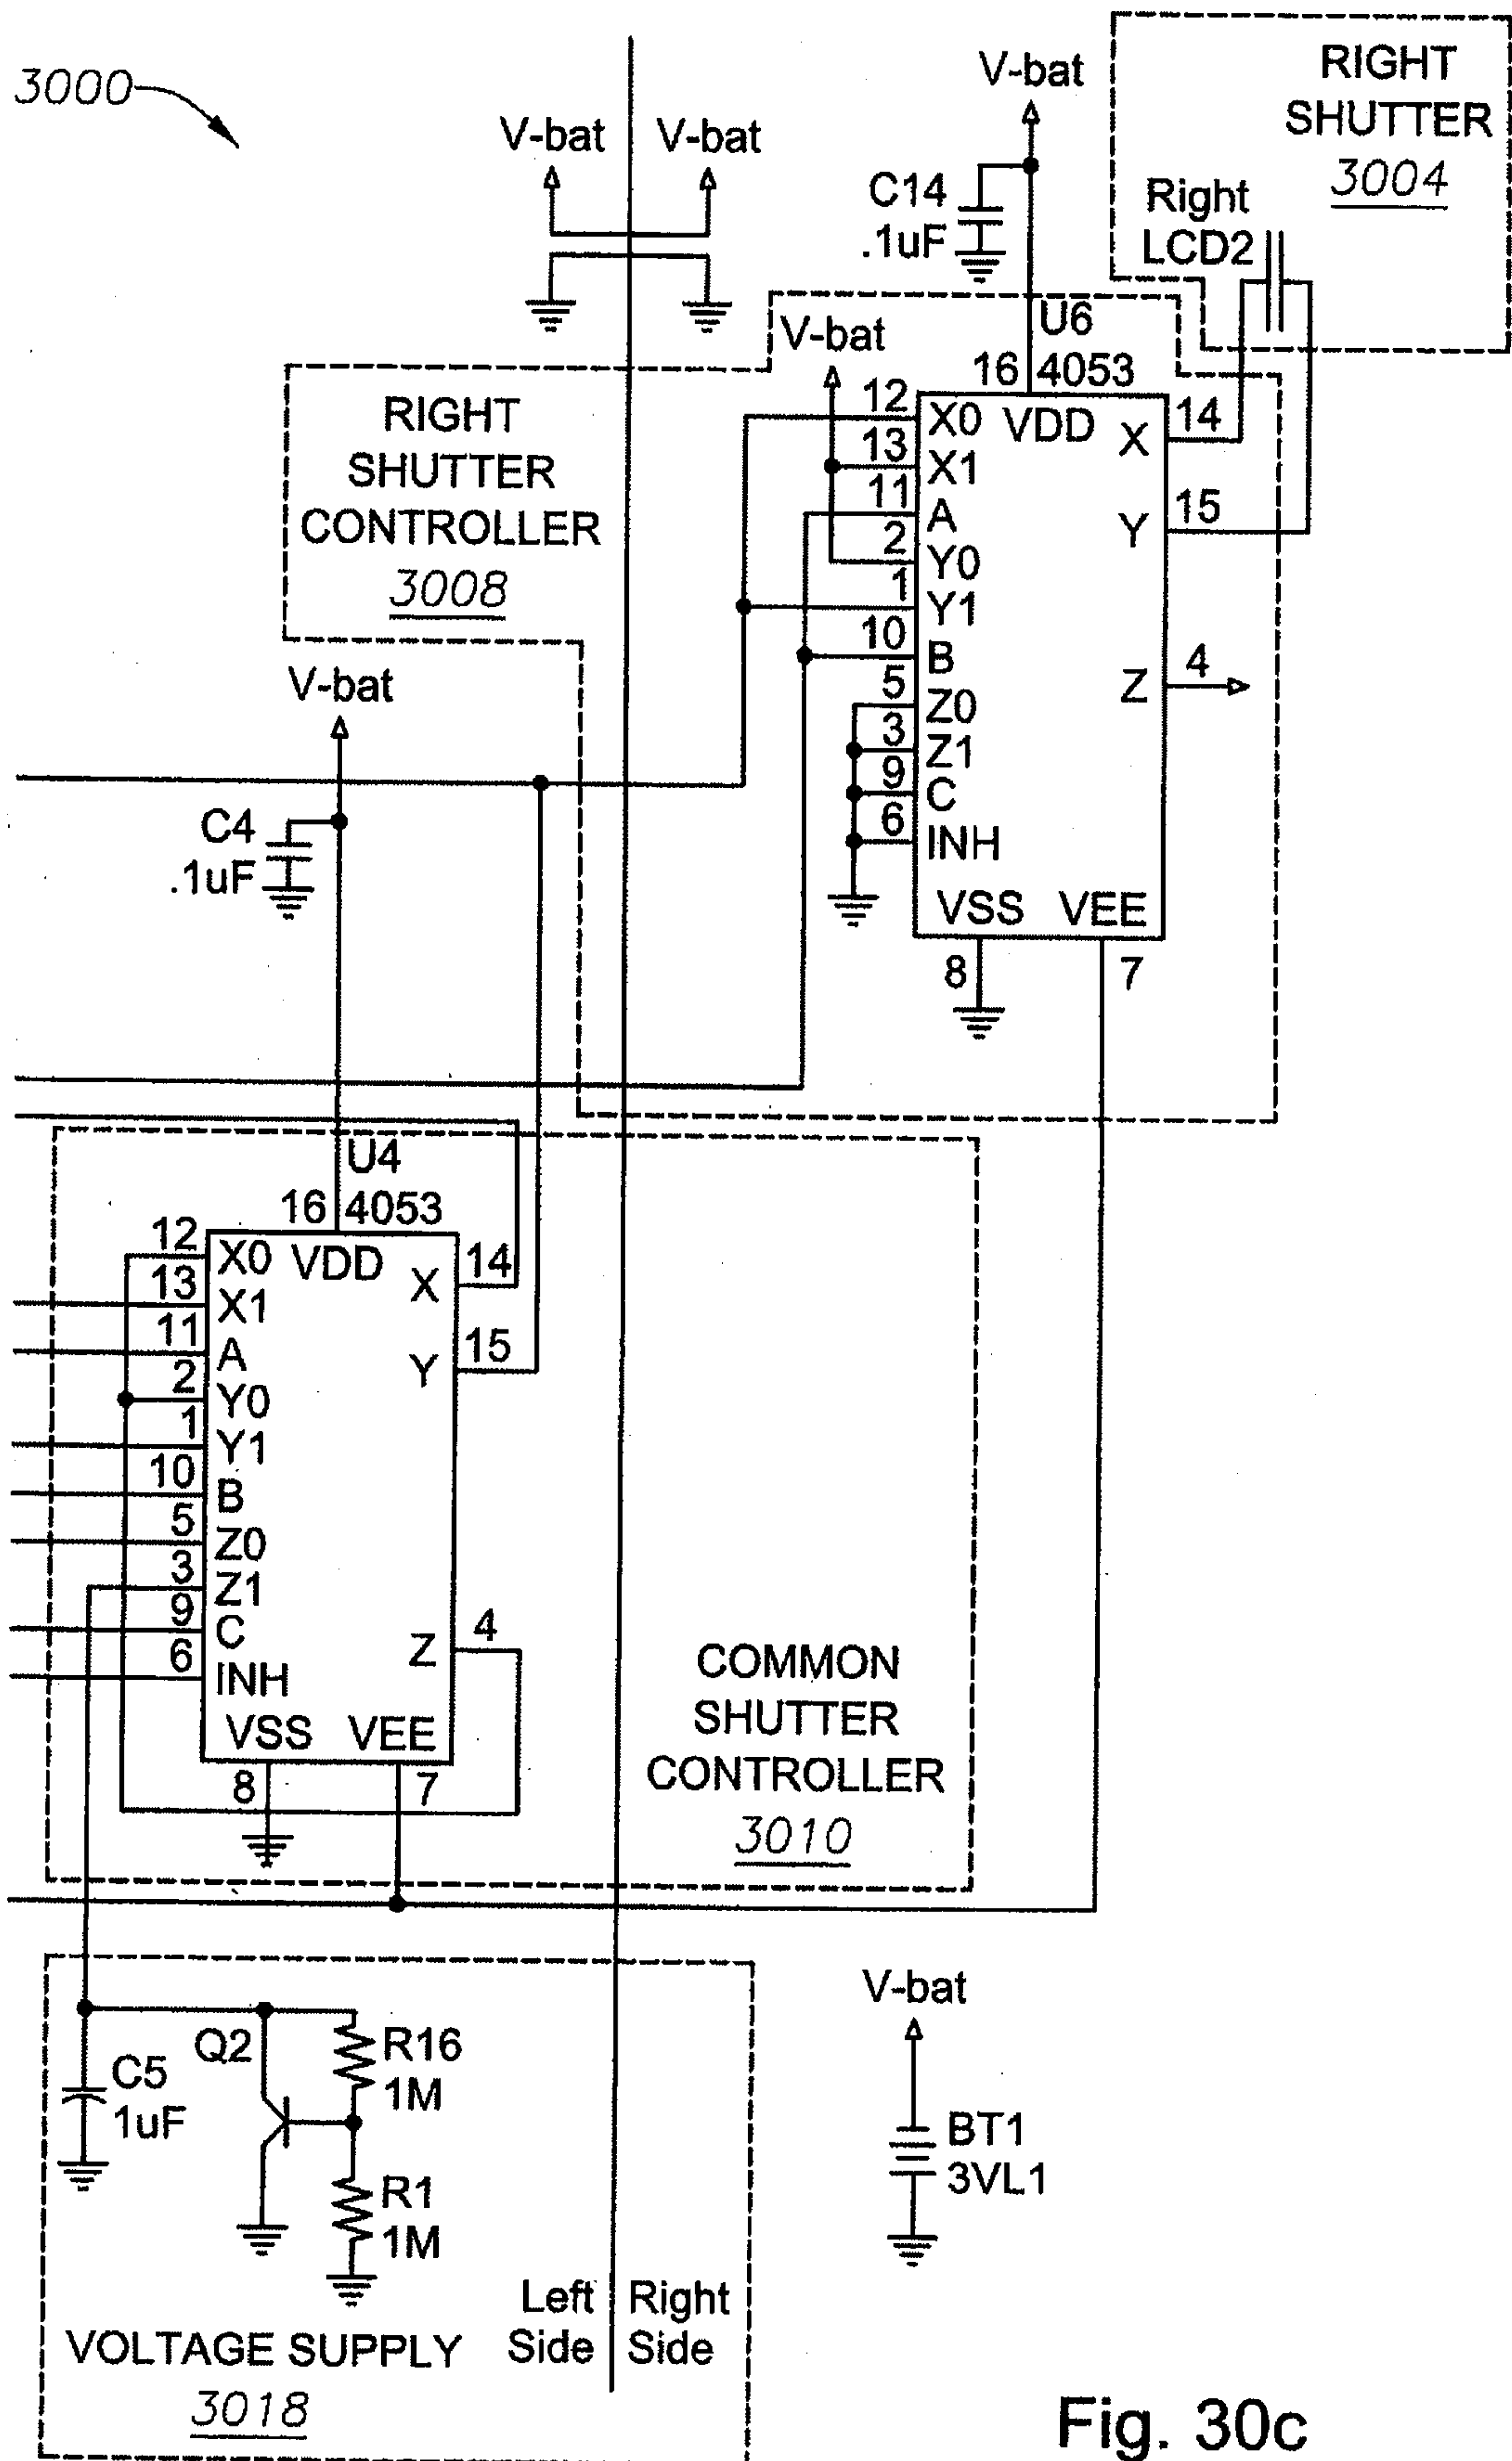 3000
V-bat
V-bat
V-bat
RIGHT
SHUTTER
3004
C14
.1uF
Right
LCD2
V-bat
U6
16 4053
RIGHT
SHUTTER
CONTROLLER
3008
12
X0
VDD
X
14
13
X1
11
A
2
Y0
Y
15
1
Y1
10
B
5
Z0
Z
4
3
Z1
9
C
6
INH
VSS
VEE
8
7
V-bat
C4
.1uF
U4
16 4053
12
X0
VDD
X
14
13
X1
11
A
Y
15
2
Y0
1
Y1
10
B
5
Z0
3
Z1
9
C
Z
4
6
INH
VSS
VEE
8
7
COMMON
SHUTTER
CONTROLLER
3010
V-bat
Q2
R16
1M
C5
1uF
BT1
3VL1
R1
1M
Left
Side
Right
Side
VOLTAGE SUPPLY
3018
Fig. 30c